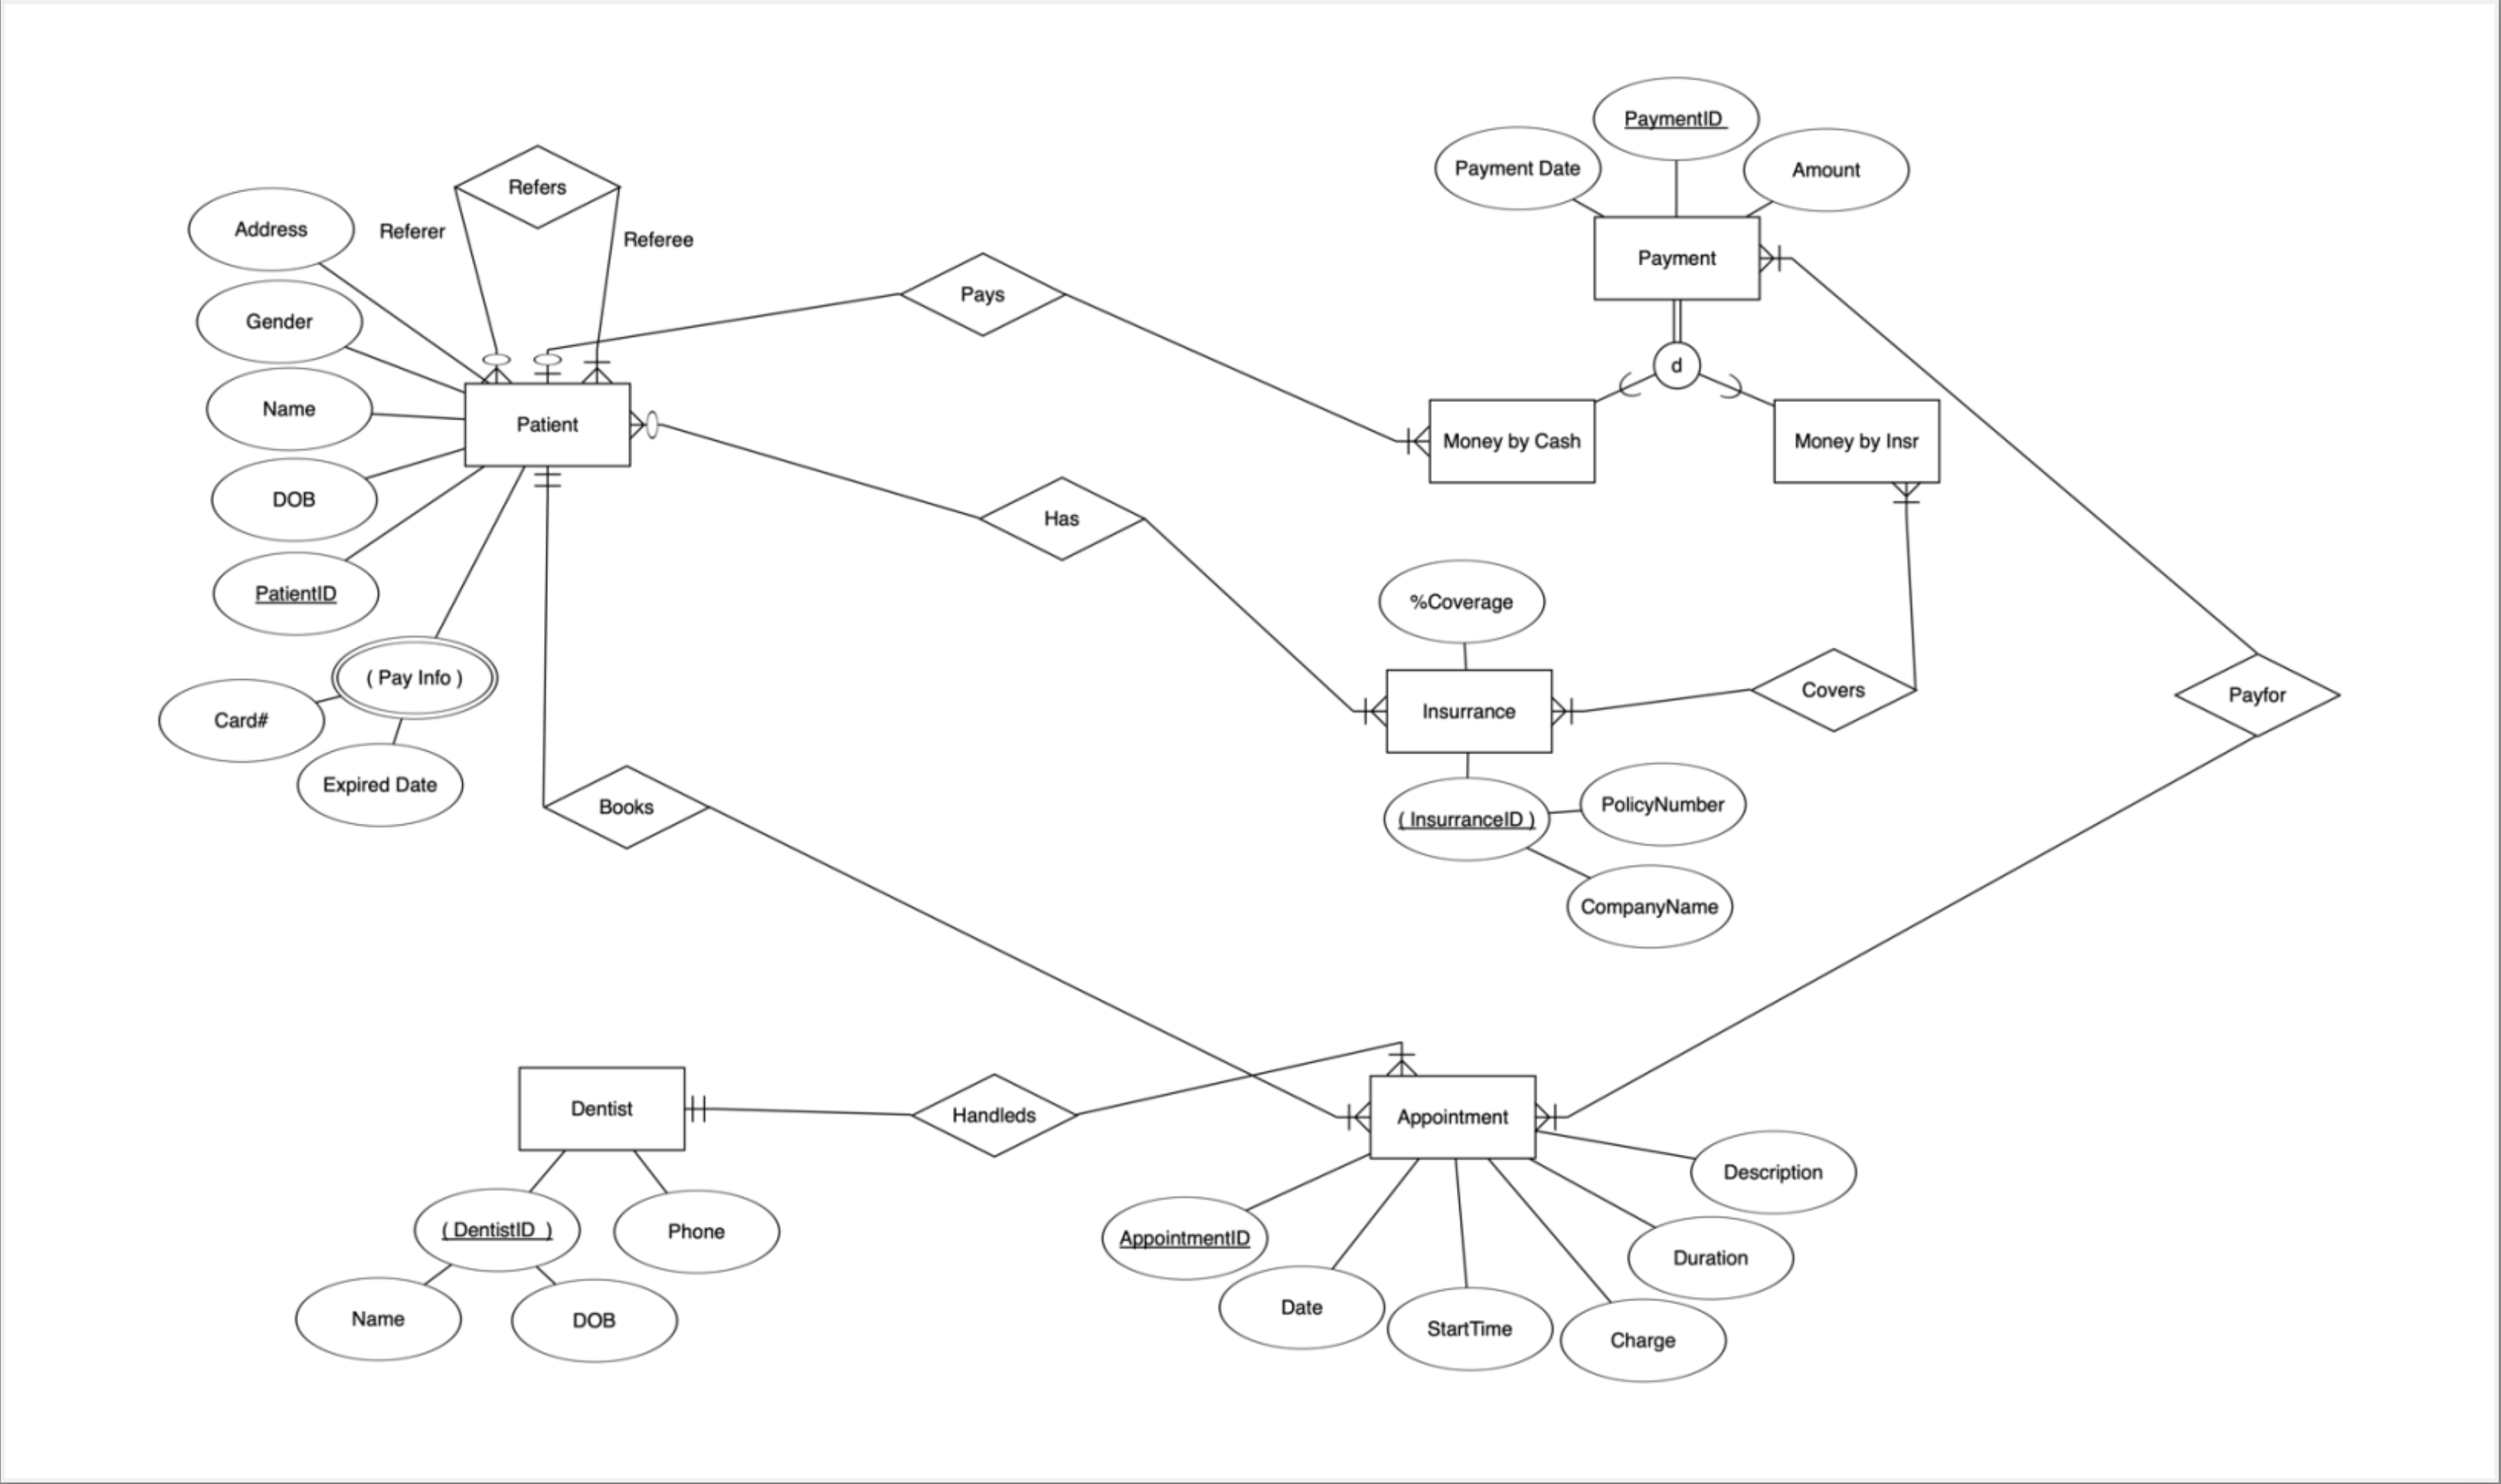 PaymentID
Payment Date
Amount
Refers
Address
Referer
Referee
Payment
Pays
Gender
d
Name
Patient
Money by Cash
Money by Insr
DOB
Has
PatientID
%Coverage
( Pay Info )
Covers
Payfor
Card#
Insurrance
Expired Date
Books
( InsurranceID )
PolicyNumber
CompanyName
Dentist
Handleds
Appointment
Description
( DentistID )
Phone
AppointmentID
Duration
Name
DOB
Date
StartTime
Charge